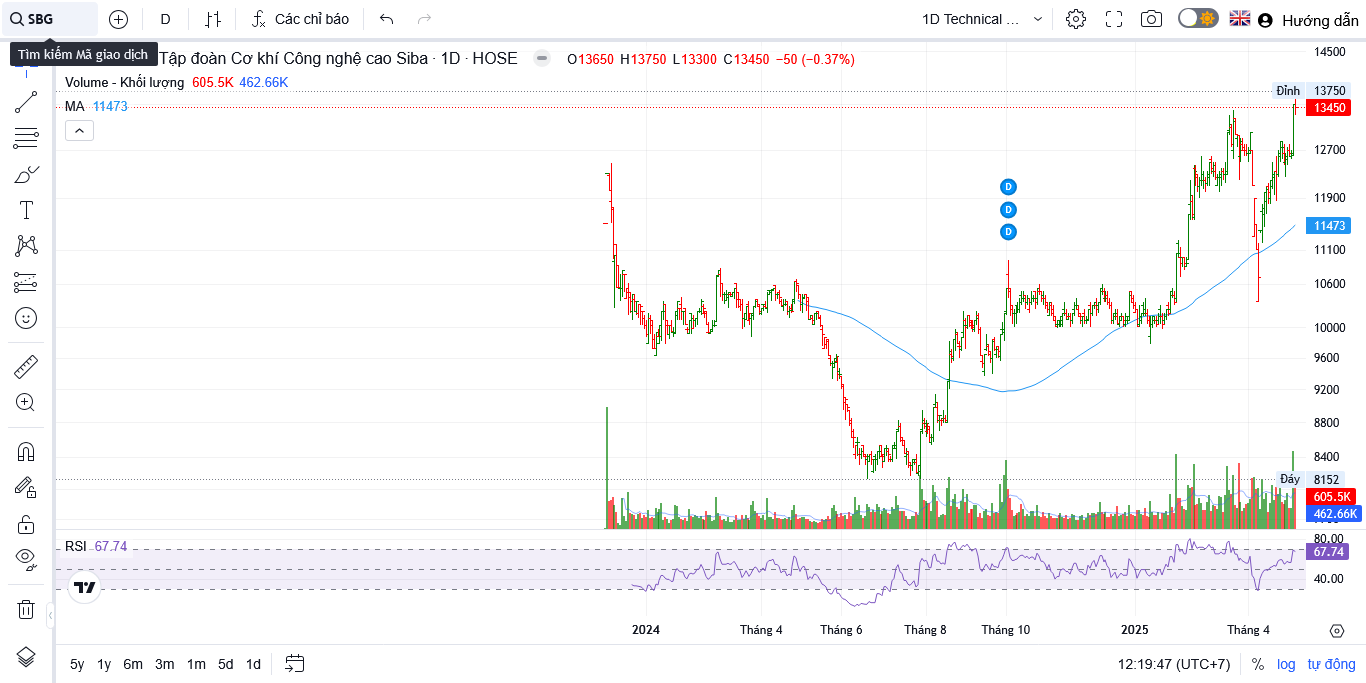 SBG
D
Các chỉ báo
1D Technical ...
Hướng dẫn
Tìm kiếm Mã giao dịch
Tập đoàn Cơ khí Công nghệ cao Siba · 1D · HOSE
O13650 H13750 L13300 C13450 −50 (−0.37%)
Volume - Khối lượng 605.5K 462.66K
MA 11473
14500
Đỉnh 13750
13450
12700
11900
11473
11100
10600
10000
9600
9200
8800
8400
Đáy 8152
605.5K
462.66K
D
D
D
RSI 67.74
80.00
67.74
40.00
2024
Tháng 4
Tháng 6
Tháng 8
Tháng 10
2025
Tháng 4
5y 1y 6m 3m 1m 5d 1d
12:19:47 (UTC+7)
% log tự động